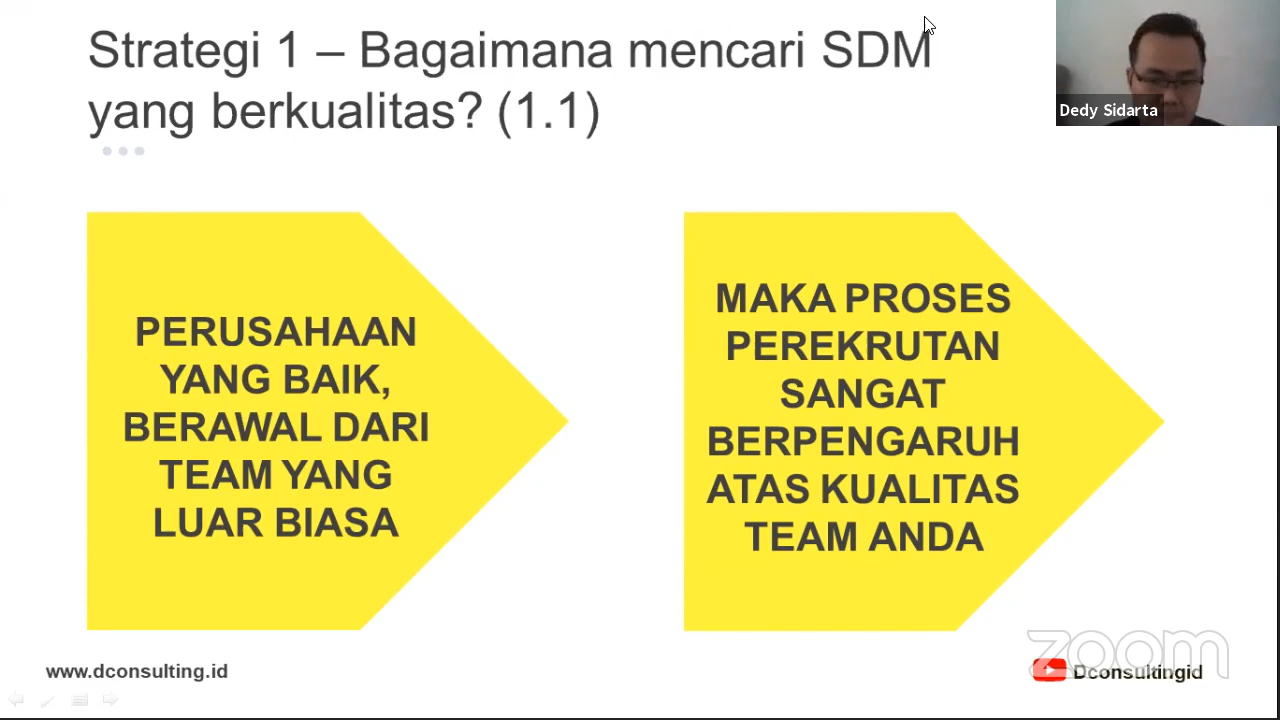 Strategi 1 – Bagaimana mencari SDM
yang berkualitas? (1.1)
Dedy Sidarta
PERUSAHAAN
YANG BAIK,
BERAWAL DARI
TEAM YANG
LUAR BIASA
MAKA PROSES
PEREKRUTAN
SANGAT
BERPENGARUH
ATAS KUALITAS
TEAM ANDA
www.dconsulting.id
zoom
Dconsultingid